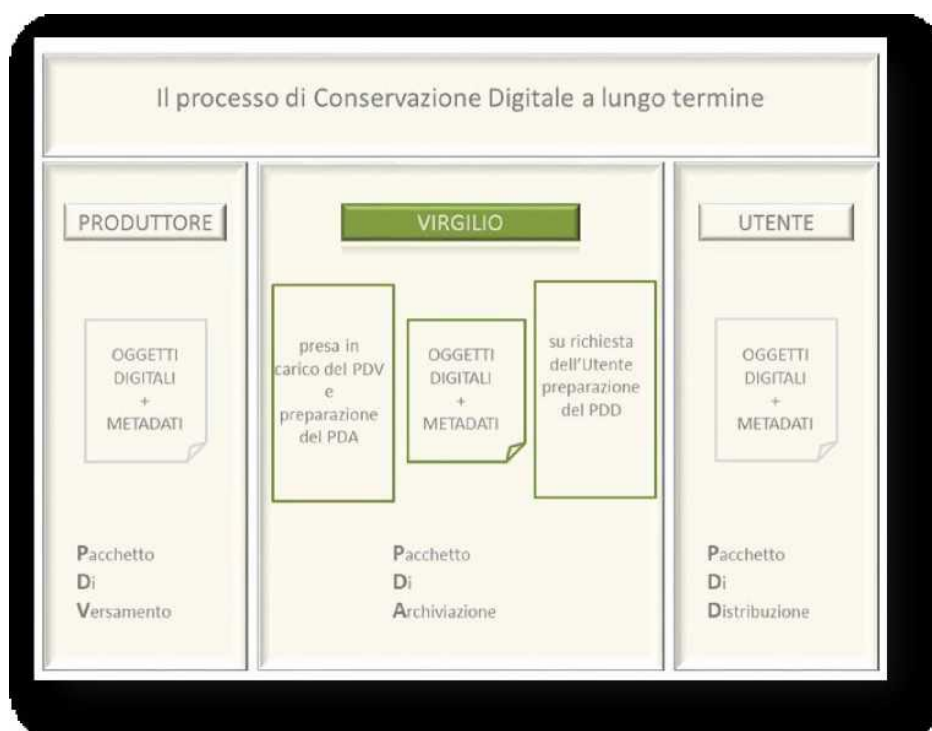 Il processo di Conservazione Digitale a lungo termine
PRODUTTORE
OGGETTI
DIGITALI
+
METADATI
Pacchetto
Di
Versamento
VIRGILIO
presa in
carico del PDV
e
preparazione
del PDA
OGGETTI
DIGITALI
+
METADATI
su richiesta
dell'Utente
preparazione
del PDD
Pacchetto
Di
Archiviazione
UTENTE
OGGETTI
DIGITALI
+
METADATI
Pacchetto
Di
Distribuzione